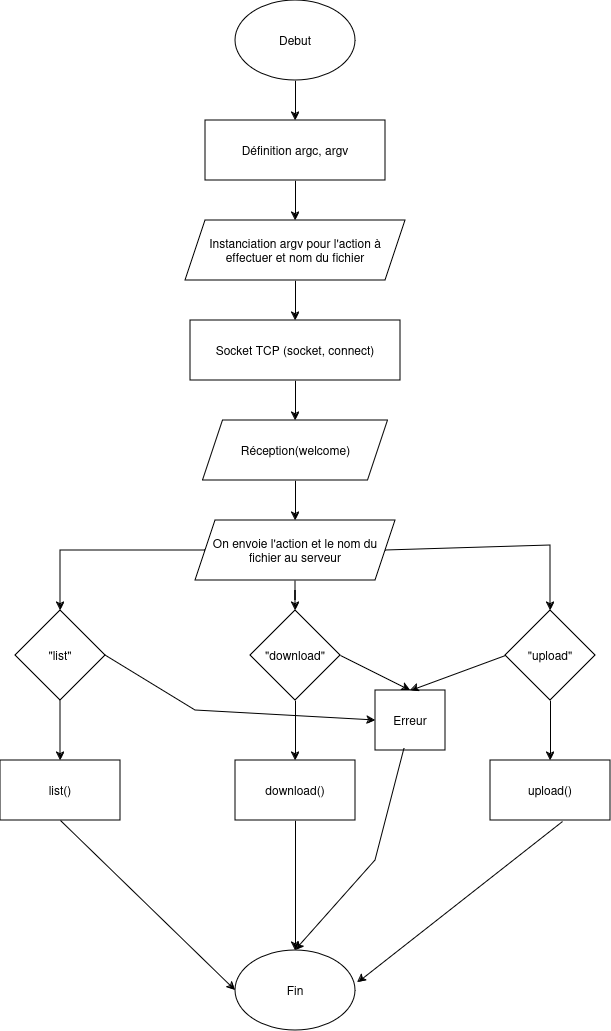 Debut
Définition argc, argv
Instanciation argv pour l'action à
effectuer et nom du fichier
Socket TCP (socket, connect)
Réception(welcome)
On envoie l'action et le nom du
fichier au serveur
"list"
"download"
"upload"
Erreur
list()
download()
upload()
Fin